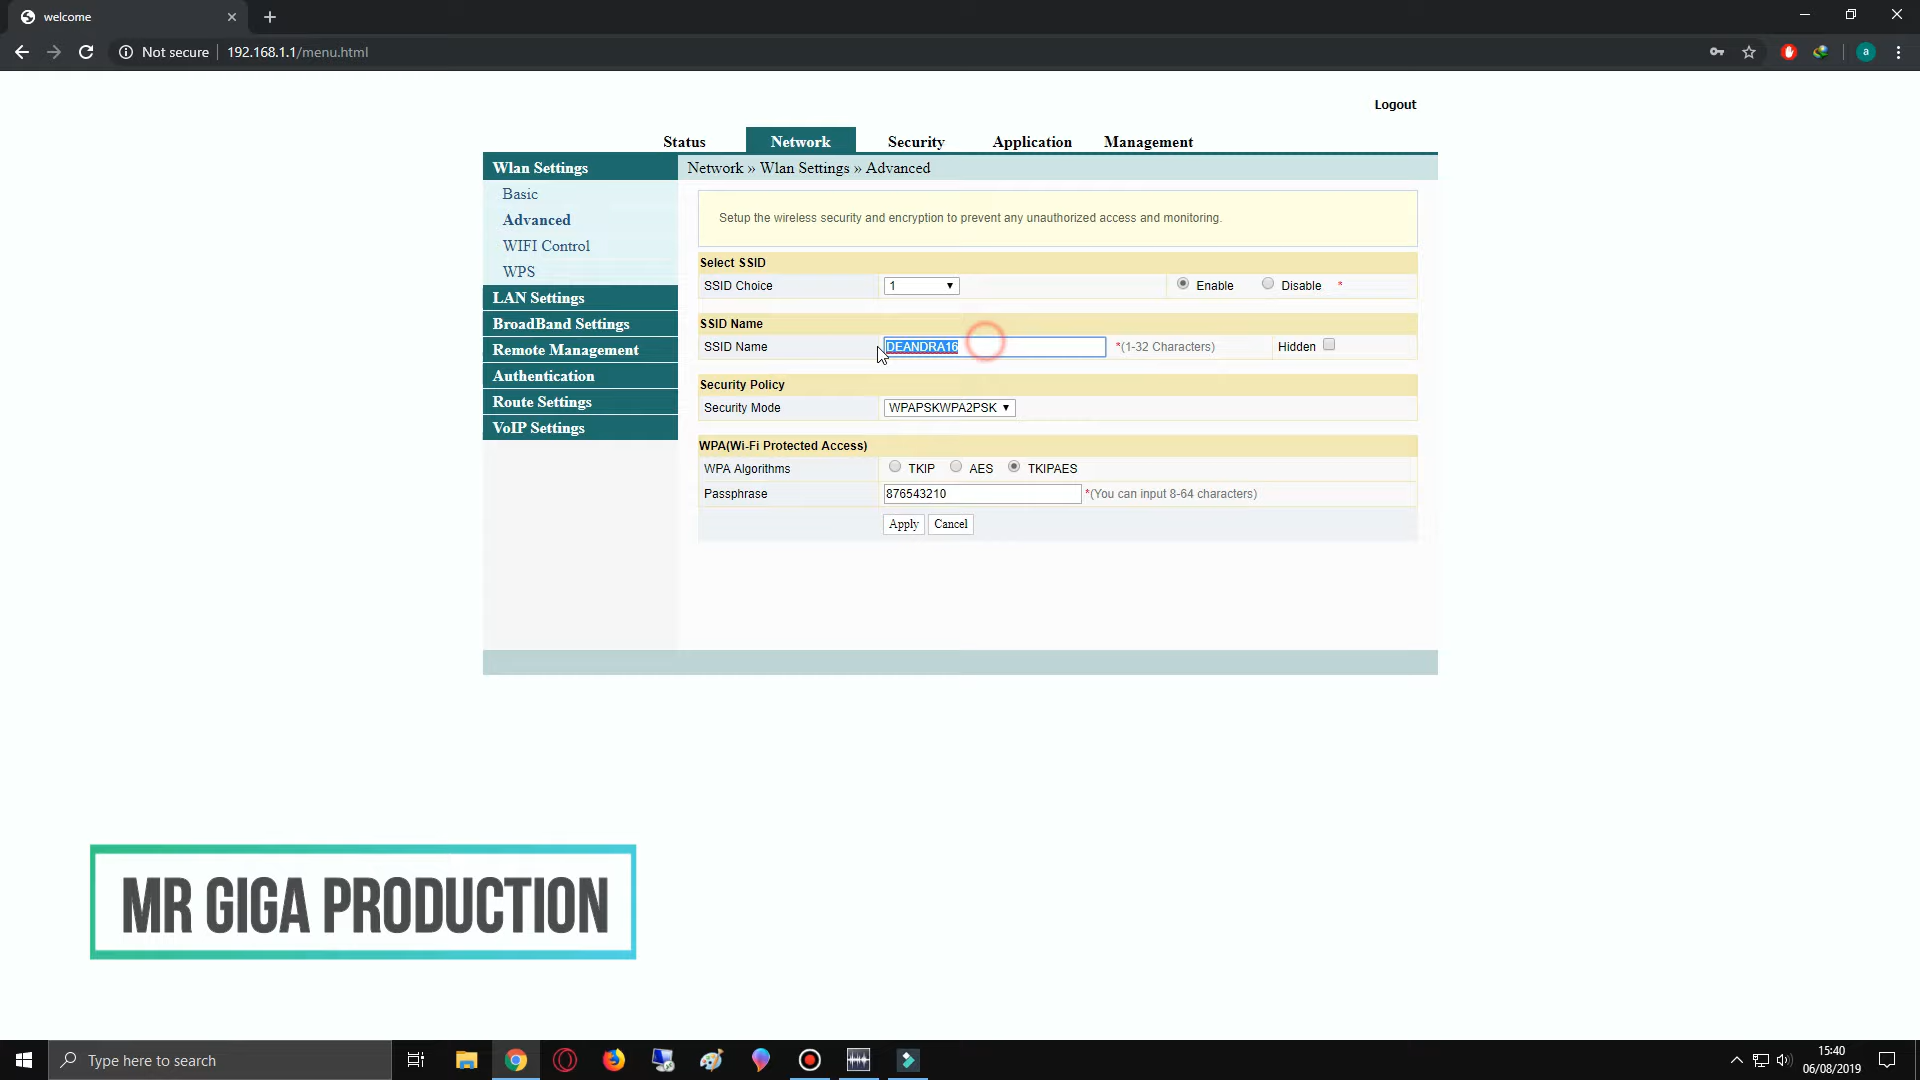 welcome
Not secure
192.168.1.1/menu.html
a
Logout
Status Network Security Application Management
Wlan Settings
Network » Wlan Settings » Advanced
Basic
Advanced
WIFI Control
WPS
LAN Settings
BroadBand Settings
Remote Management
Authentication
Route Settings
VoIP Settings
Setup the wireless security and encryption to prevent any unauthorized access and monitoring.
Select SSID
SSID Choice 1 Enable Disable *
SSID Name
SSID Name DEANDRA16 *(1-32 Characters) Hidden
Security Policy
Security Mode WPAPSKWPA2PSK
WPA(Wi-Fi Protected Access)
WPA Algorithms TKIP AES TKIPAES
Passphrase 876543210 *(You can input 8-64 characters)
Apply Cancel
MR GIGA PRODUCTION
Type here to search
15:40
06/08/2019